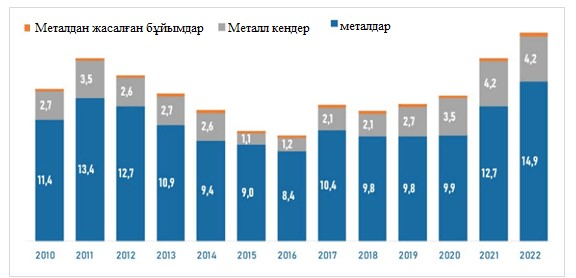 Металдан жасалған бұйымдар Металл кендер металдар
2,7 3,5 2,6 2,7 2,6 1,1 1,2 2,1 2,1 2,7 3,5 4,2 4,2
11,4 13,4 12,7 10,9 9,4 9,0 8,4 10,4 9,8 9,8 9,9 12,7 14,9
2010 2011 2012 2013 2014 2015 2016 2017 2018 2019 2020 2021 2022